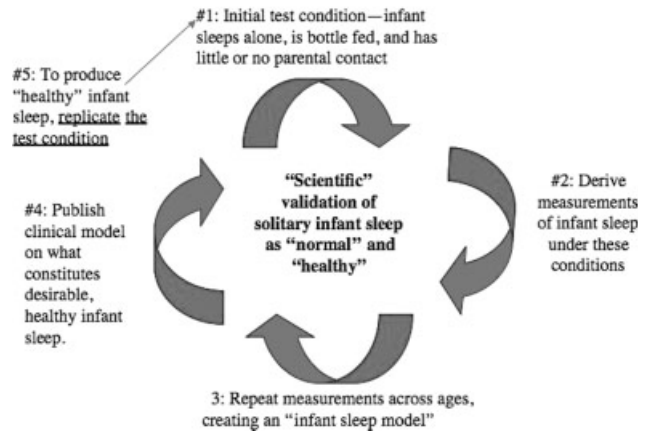 #1: Initial test condition—infant
sleeps alone, is bottle fed, and has
little or no parental contact
#5: To produce
“healthy” infant
sleep, replicate the
test condition
“Scientific”
validation of
solitary infant sleep
as “normal” and
“healthy”
#2: Derive
measurements
of infant sleep
under these
conditions
#4: Publish
clinical model
on what
constitutes
desirable,
healthy infant
sleep.
3: Repeat measurements across ages,
creating an “infant sleep model”